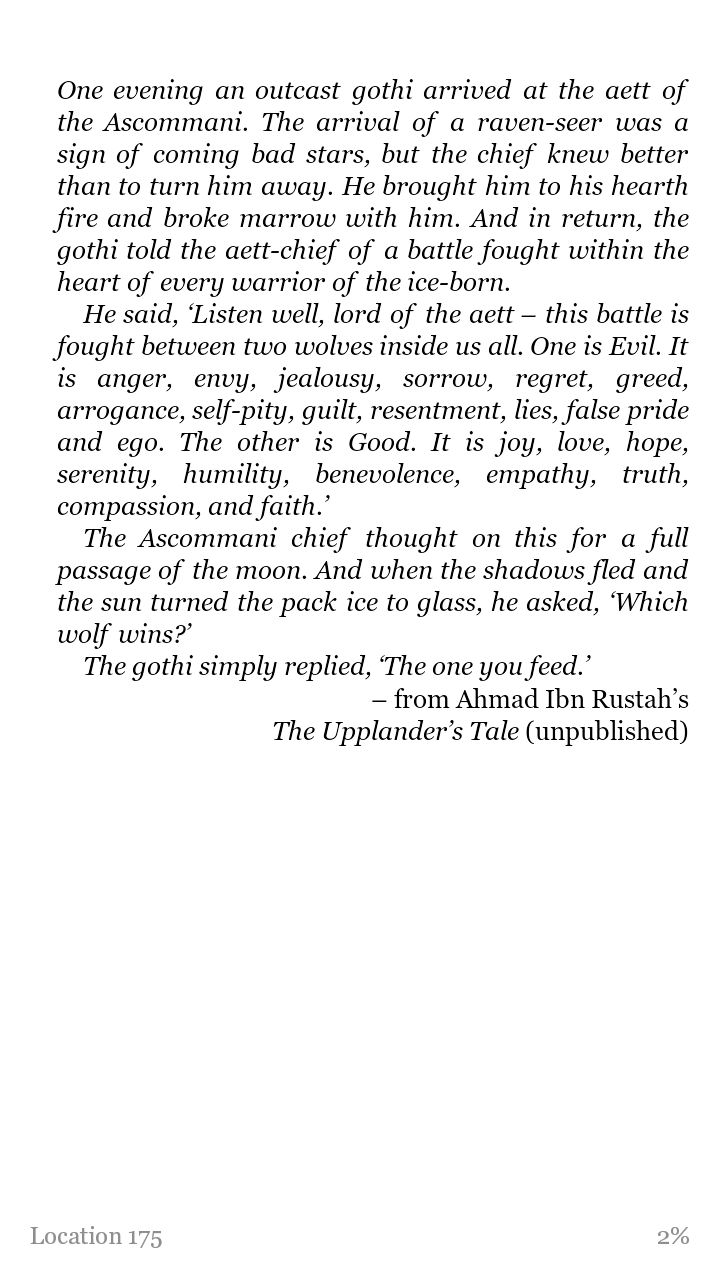 One evening an outcast gothi arrived at the aett of
the Ascommani. The arrival of a raven-seer was a
sign of coming bad stars, but the chief knew better
than to turn him away. He brought him to his hearth
fire and broke marrow with him. And in return, the
gothi told the aett-chief of a battle fought within the
heart of every warrior of the ice-born.
He said, ‘Listen well, lord of the aett – this battle is
fought between two wolves inside us all. One is Evil. It
is anger, envy, jealousy, sorrow, regret, greed,
arrogance, self-pity, guilt, resentment, lies, false pride
and ego. The other is Good. It is joy, love, hope,
serenity, humility, benevolence, empathy, truth,
compassion, and faith.’
The Ascommani chief thought on this for a full
passage of the moon. And when the shadows fled and
the sun turned the pack ice to glass, he asked, ‘Which
wolf wins?’
The gothi simply replied, ‘The one you feed.’
– from Ahmad Ibn Rustah’s
The Upplander’s Tale (unpublished)
Location 175 2%